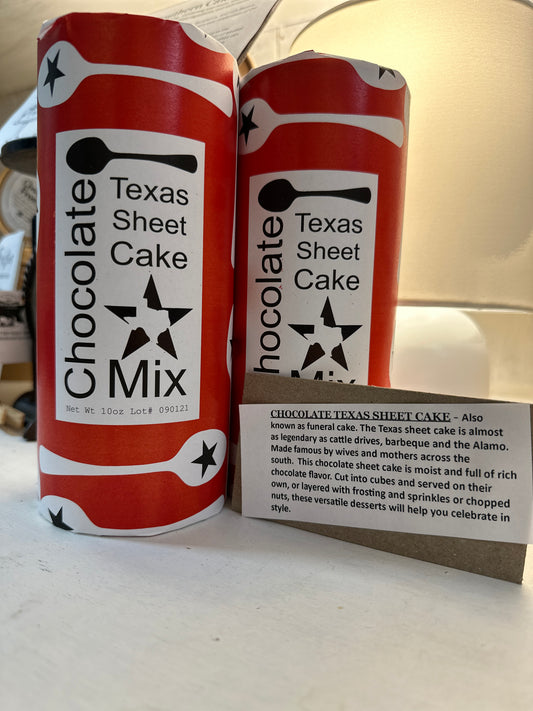 Chocolate
Texas
Sheet
Cake
Mix
Net Wt 10oz Lot# 090121
Texas
Sheet
Cake
Mix
CHOCOLATE TEXAS SHEET CAKE - Also
known as funeral cake. The Texas sheet cake is almost
as legendary as cattle drives, barbeque and the Alamo.
Made famous by wives and mothers across the
south. This chocolate sheet cake is moist and full of rich
chocolate flavor. Cut into cubes and served on their
own, or layered with frosting and sprinkles or chopped
nuts, these versatile desserts will help you celebrate in
style.